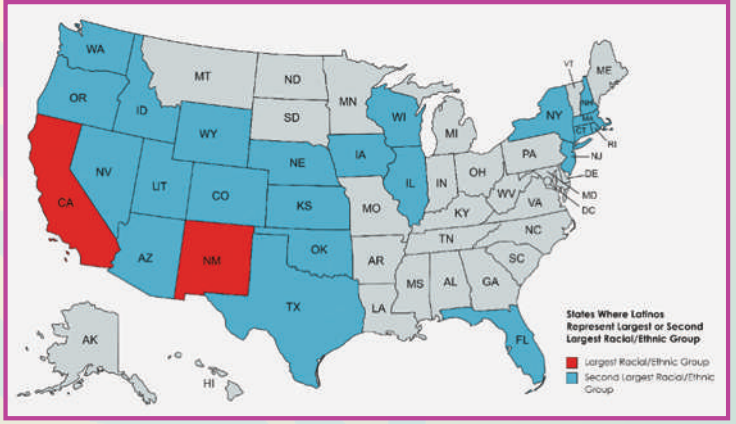 WA
MT
ND
MN
VT
ME
OR
ID
SD
WI
NY
NH
MA
CT
RI
WY
MI
NV
NE
IA
PA
NJ
UT
CO
IL
IN
OH
DE
MD
DC
CA
KS
MO
WV
VA
KY
AZ
NM
OK
TN
NC
AR
SC
TX
MS
AL
GA
LA
FL
AK
HI
States Where Latinos
Represent Largest or Second
Largest Racial/Ethnic Group
Largest Racial/Ethnic Group
Second Largest Racial/Ethnic
Group